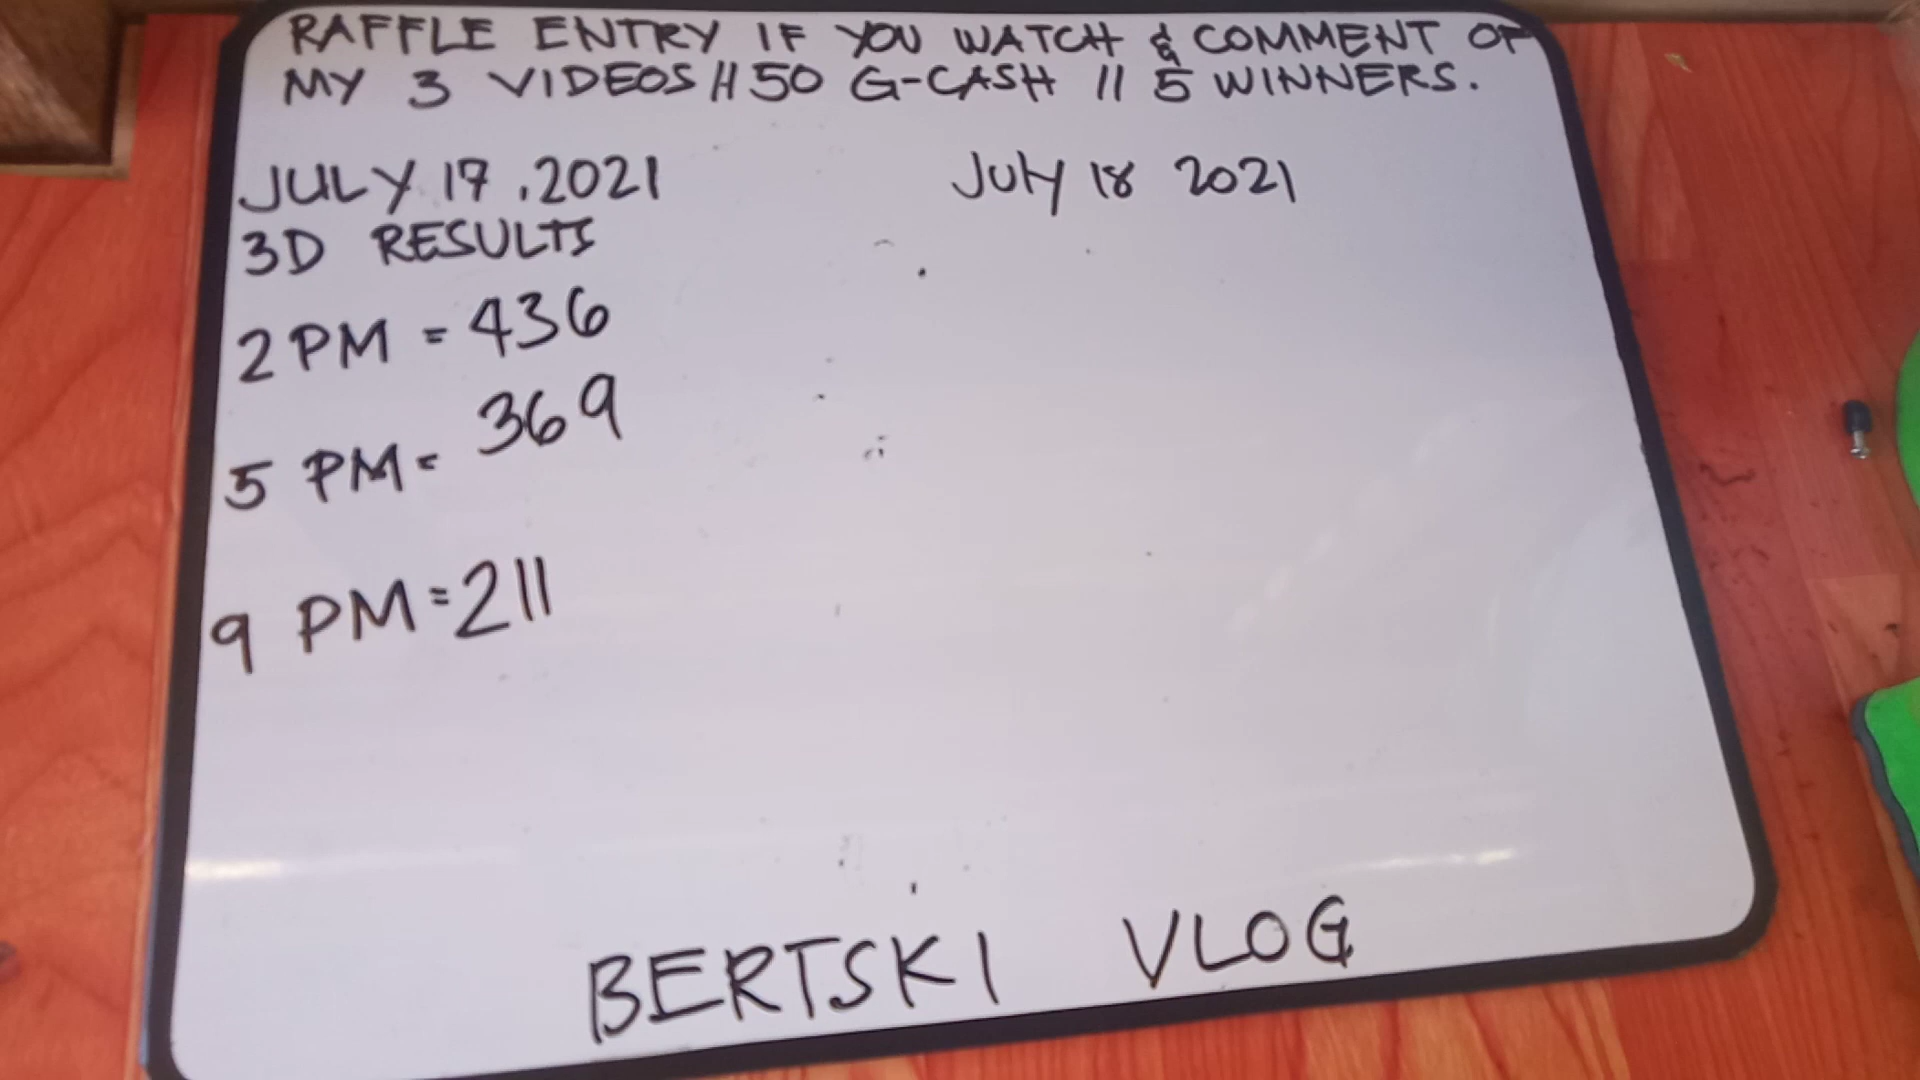 RAFFLE ENTRY IF YOU WATCH & COMMENT OF
MY 3 VIDEOS // 50 G-CASH // 5 WINNERS.
JULY 17, 2021
3D RESULTS
2 PM = 436
5 PM = 369
9 PM = 211
July 18 2021
BERTSKI VLOG